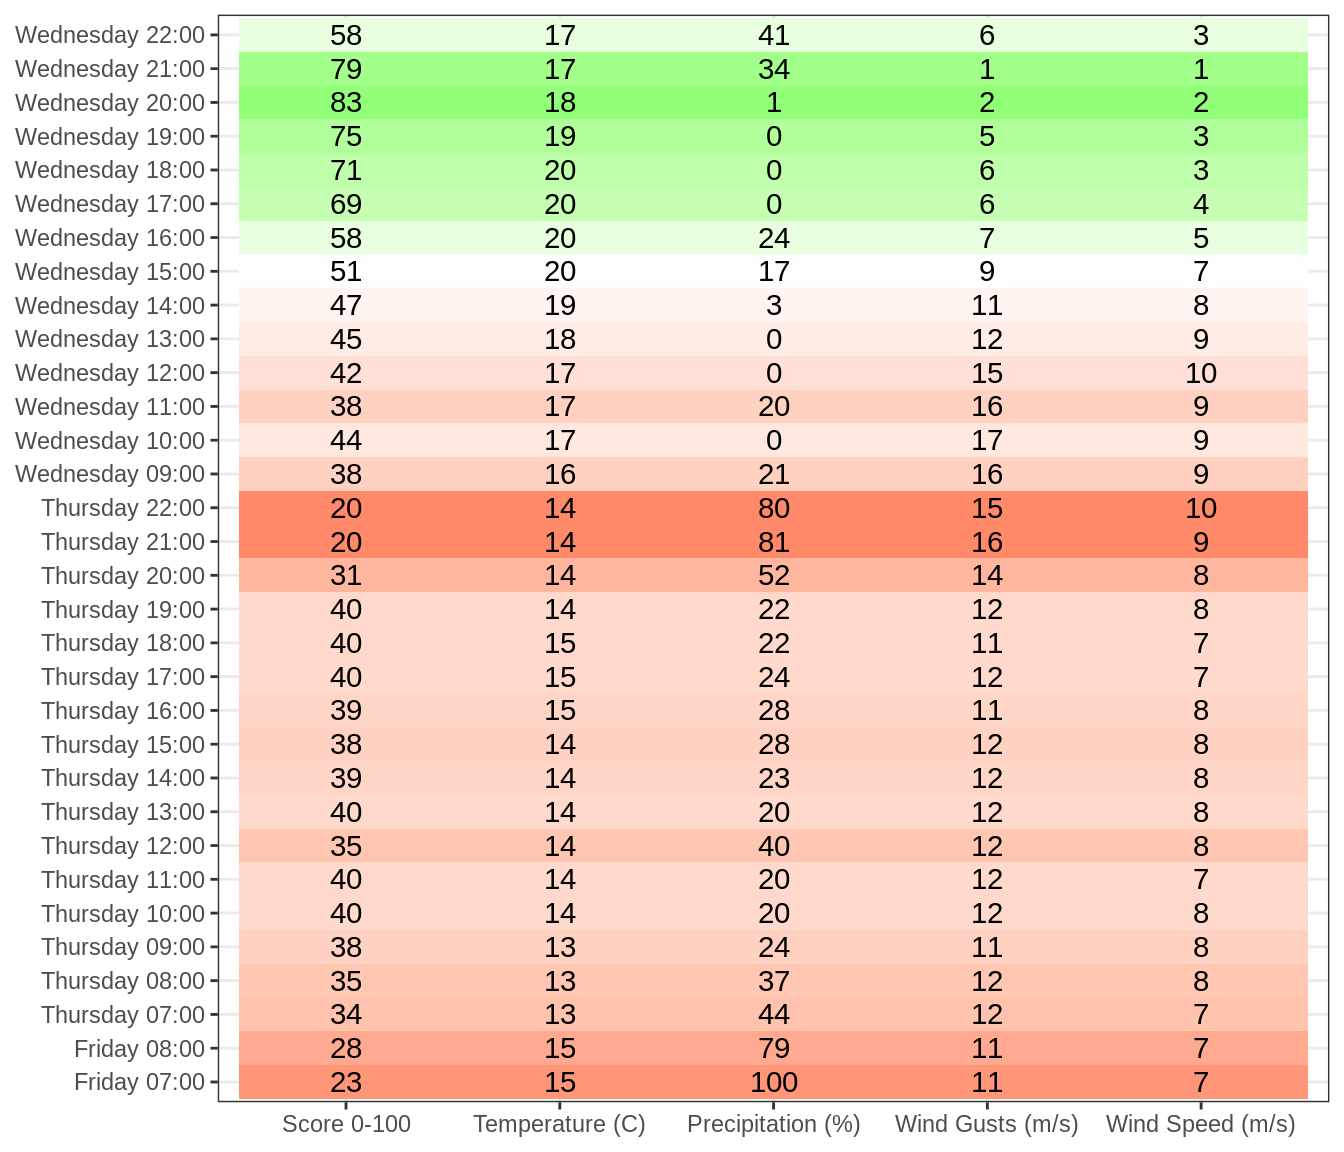 Wednesday 22:00 58 17 41 6 3
Wednesday 21:00 79 17 34 1 1
Wednesday 20:00 83 18 1 2 2
Wednesday 19:00 75 19 0 5 3
Wednesday 18:00 71 20 0 6 3
Wednesday 17:00 69 20 0 6 4
Wednesday 16:00 58 20 24 7 5
Wednesday 15:00 51 20 17 9 7
Wednesday 14:00 47 19 3 11 8
Wednesday 13:00 45 18 0 12 9
Wednesday 12:00 42 17 0 15 10
Wednesday 11:00 38 17 20 16 9
Wednesday 10:00 44 17 0 17 9
Wednesday 09:00 38 16 21 16 9
Thursday 22:00 20 14 80 15 10
Thursday 21:00 20 14 81 16 9
Thursday 20:00 31 14 52 14 8
Thursday 19:00 40 14 22 12 8
Thursday 18:00 40 15 22 11 7
Thursday 17:00 40 15 24 12 7
Thursday 16:00 39 15 28 11 8
Thursday 15:00 38 14 28 12 8
Thursday 14:00 39 14 23 12 8
Thursday 13:00 40 14 20 12 8
Thursday 12:00 35 14 40 12 8
Thursday 11:00 40 14 20 12 7
Thursday 10:00 40 14 20 12 8
Thursday 09:00 38 13 24 11 8
Thursday 08:00 35 13 37 12 8
Thursday 07:00 34 13 44 12 7
Friday 08:00 28 15 79 11 7
Friday 07:00 23 15 100 11 7
Score 0-100 Temperature (C) Precipitation (%) Wind Gusts (m/s) Wind Speed (m/s)